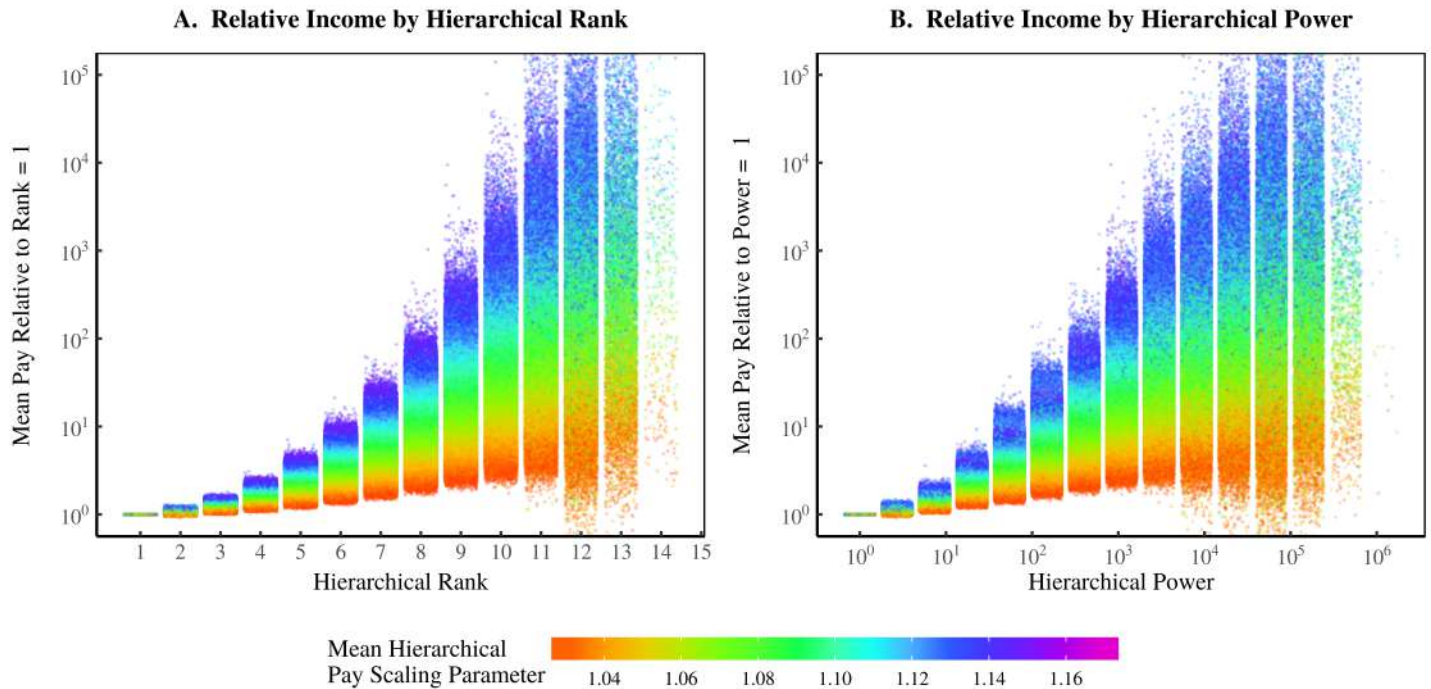 A. Relative Income by Hierarchical Rank
Mean Pay Relative to Rank = 1
10^5
10^4
10^3
10^2
10^1
10^0
1 2 3 4 5 6 7 8 9 10 11 12 13 14 15
Hierarchical Rank
B. Relative Income by Hierarchical Power
Mean Pay Relative to Power = 1
10^5
10^4
10^3
10^2
10^1
10^0
10^0 10^1 10^2 10^3 10^4 10^5 10^6
Hierarchical Power
Mean Hierarchical
Pay Scaling Parameter
1.04 1.06 1.08 1.10 1.12 1.14 1.16